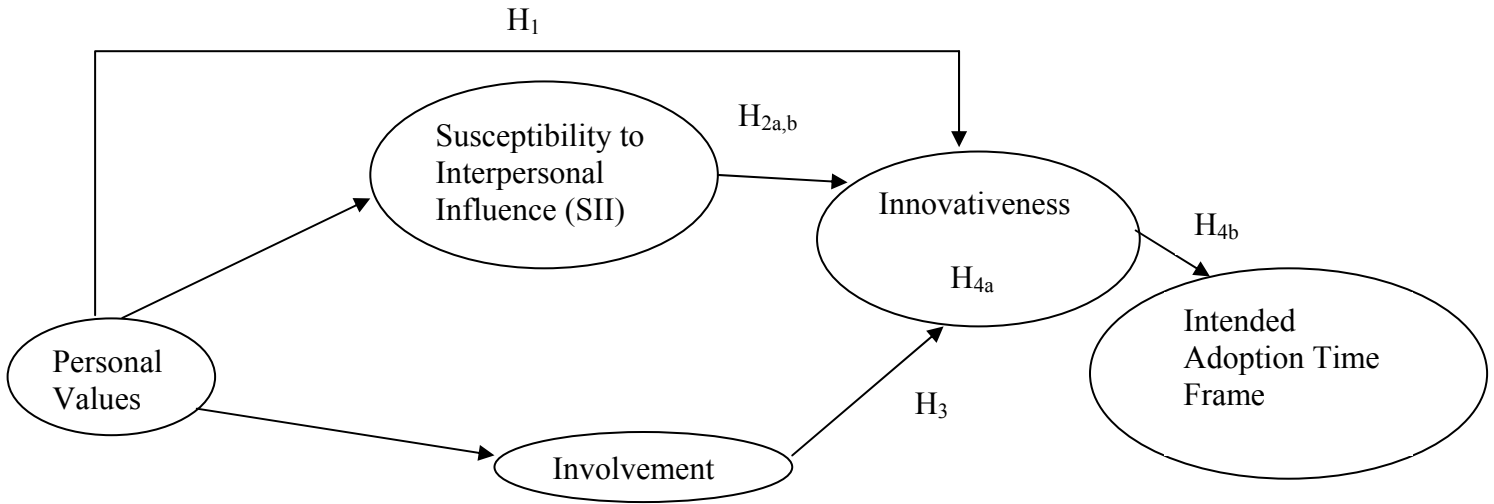 H₁
Susceptibility to
Interpersonal
Influence (SII)
H₂ₐ,b
Innovativeness
H₄ₐ
H₄b
Intended
Adoption Time
Frame
Personal
Values
H₃
Involvement